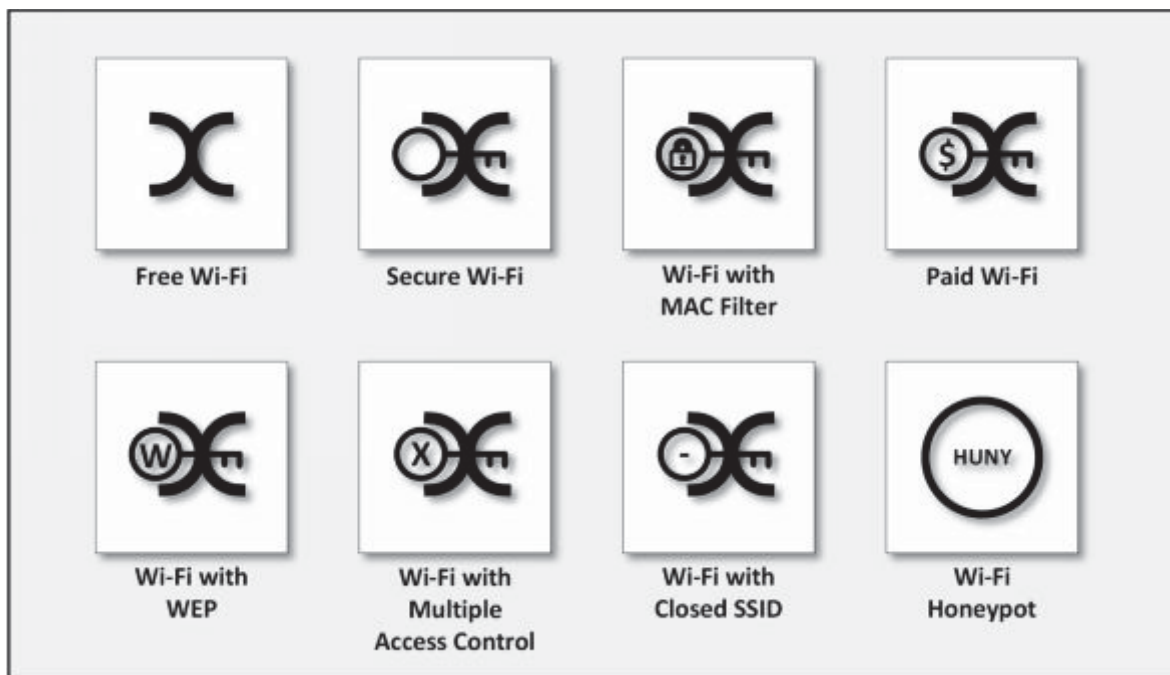 $
Free Wi-Fi
Secure Wi-Fi
Wi-Fi with
MAC Filter
Paid Wi-Fi
W
X
-
HUNY
Wi-Fi with
WEP
Wi-Fi with
Multiple
Access Control
Wi-Fi with
Closed SSID
Wi-Fi
Honeypot